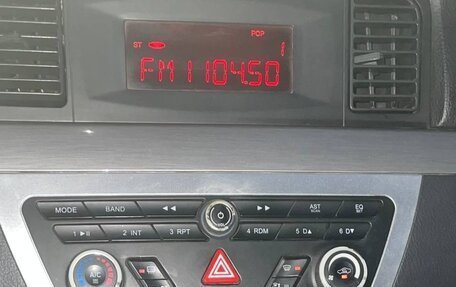 POP
ST 1
FM1 104.50
MODE BAND ◄◄ ►► AST SCAN EQ SET
VOL
1 ►II 2 INT 3 RPT 4 RDM 5 D▲ 6 D▼
A/C